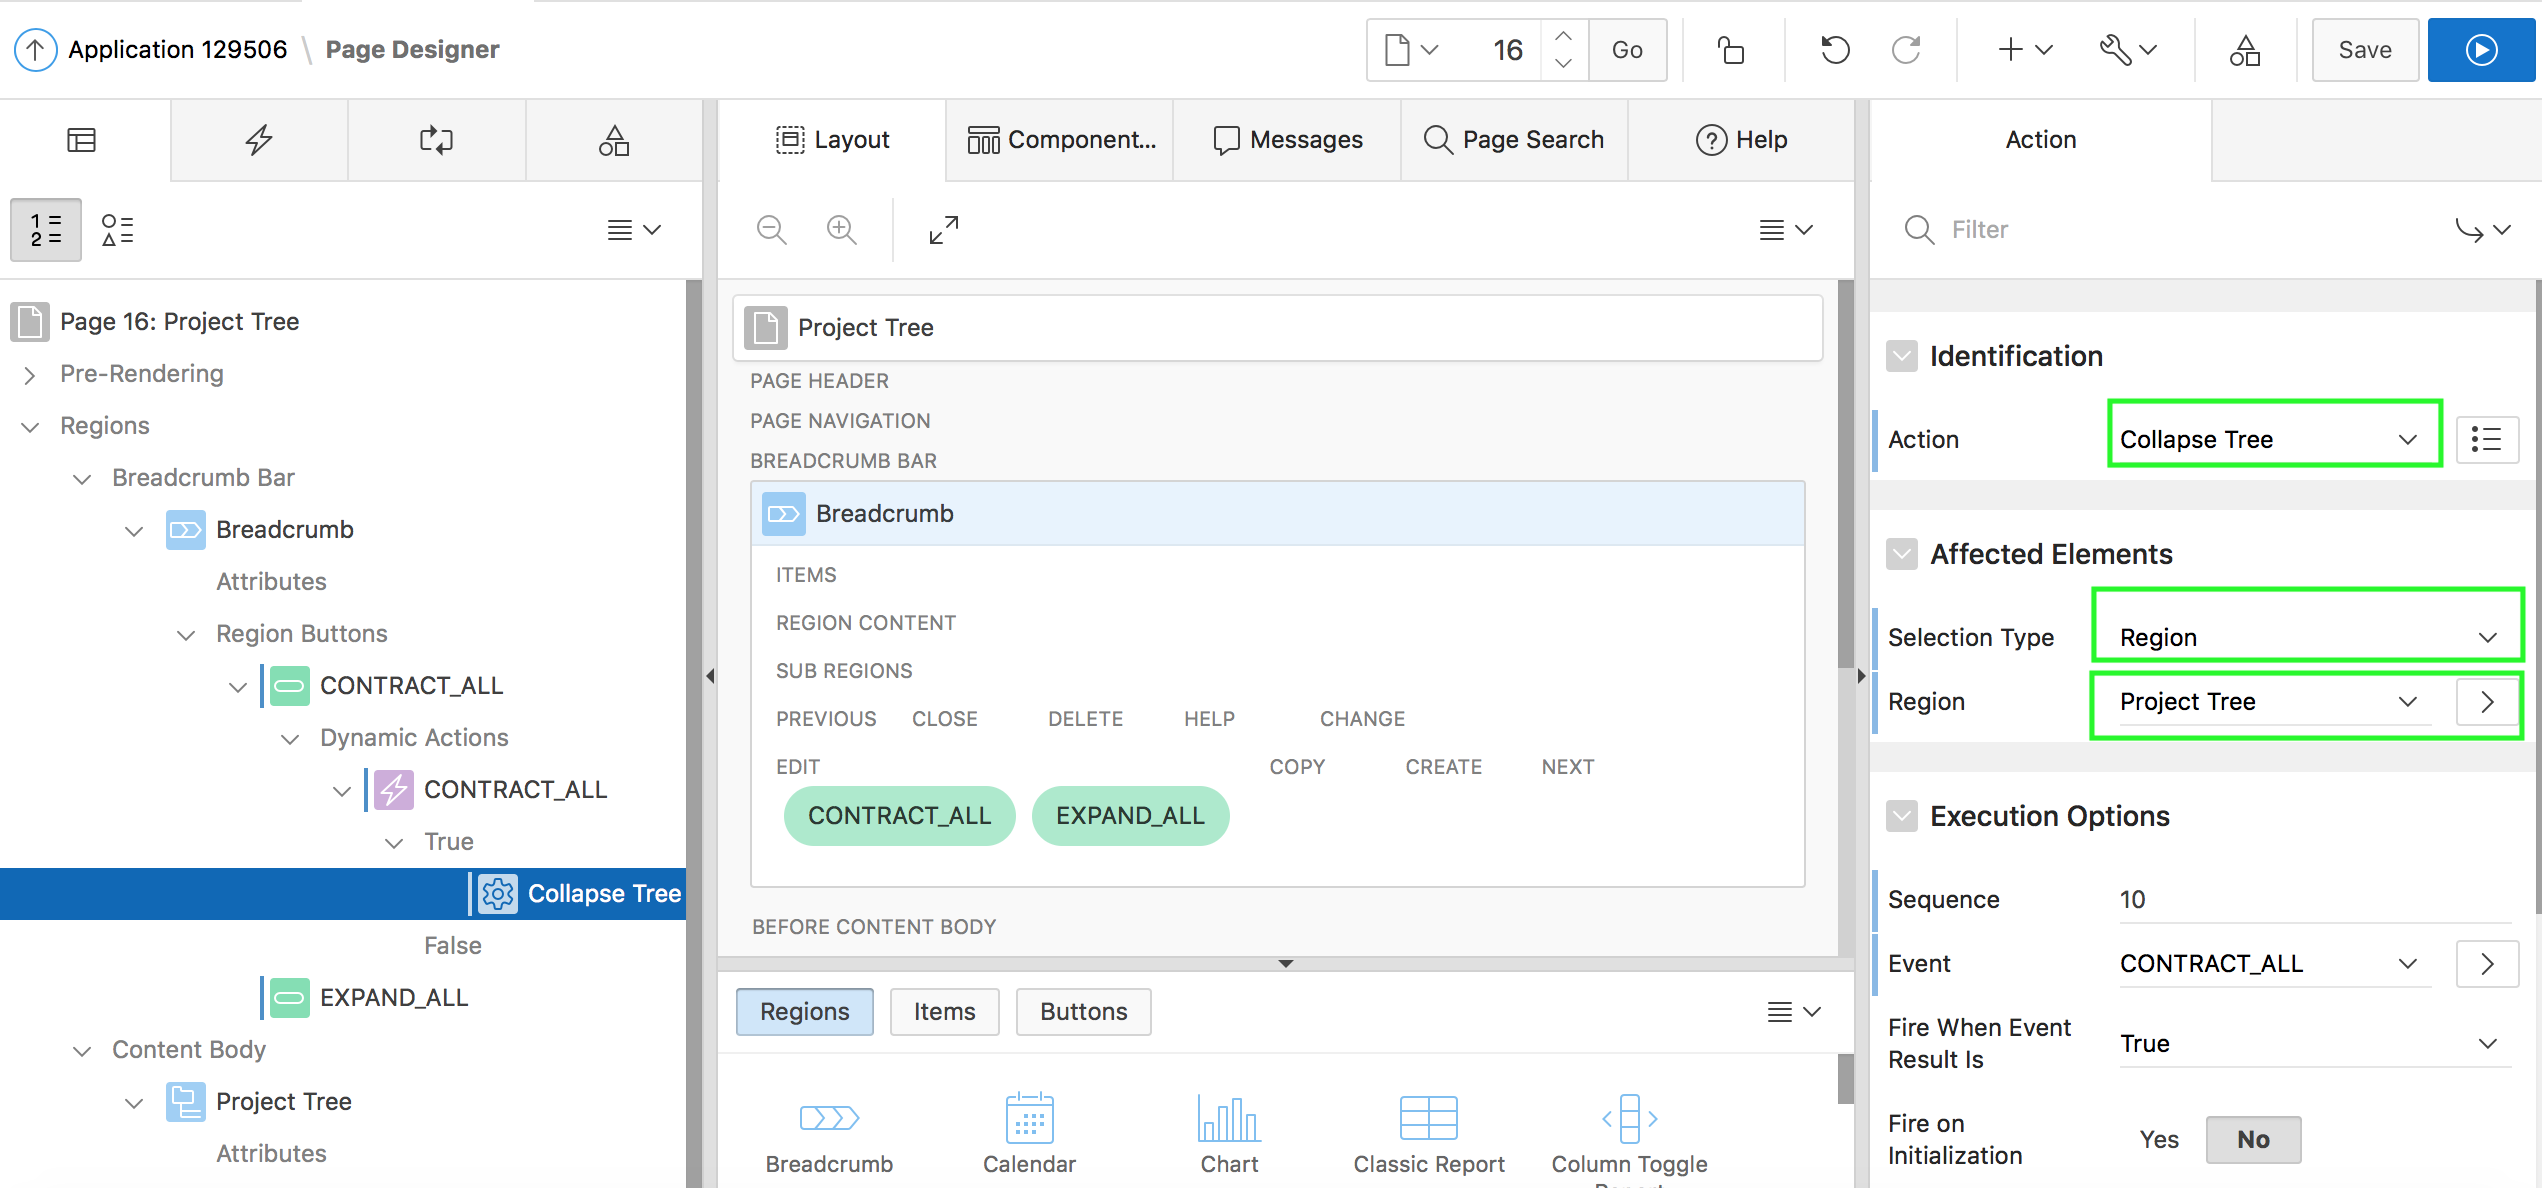 Application 129506 \ Page Designer
16
Go
Save
Layout
Component...
Messages
Page Search
Help
Action
1
2
Filter
Page 16: Project Tree
Pre-Rendering
Regions
Breadcrumb Bar
Breadcrumb
Attributes
Region Buttons
CONTRACT_ALL
Dynamic Actions
CONTRACT_ALL
True
Collapse Tree
False
EXPAND_ALL
Content Body
Project Tree
Attributes
Project Tree
PAGE HEADER
PAGE NAVIGATION
BREADCRUMB BAR
Breadcrumb
ITEMS
REGION CONTENT
SUB REGIONS
PREVIOUS CLOSE DELETE HELP CHANGE
EDIT COPY CREATE NEXT
CONTRACT_ALL EXPAND_ALL
BEFORE CONTENT BODY
Regions Items Buttons
Breadcrumb
Calendar
Chart
Classic Report
Column Toggle
Identification
Action Collapse Tree
Affected Elements
Selection Type Region
Region Project Tree
Execution Options
Sequence 10
Event CONTRACT_ALL
Fire When Event
Result Is
True
Fire on
Initialization
Yes No